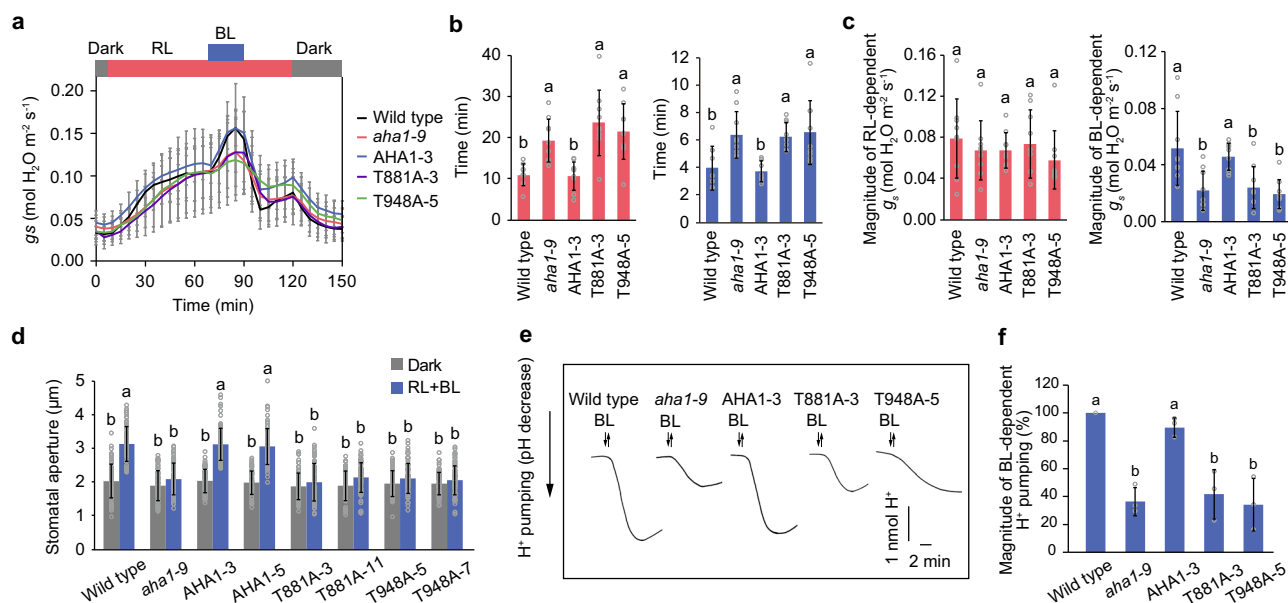 a
BL
Dark
RL
Dark
0.20
0.15
0.10
0.05
0.00
gs (mol H₂O m⁻² s⁻¹)
0
30
60
90
120
150
Time (min)
Wild type
aha1-9
AHA1-3
T881A-3
T948A-5
b
Time (min)
40
30
20
10
0
b
a
b
a
a
Wild type
aha1-9
AHA1-3
T881A-3
T948A-5
Time (min)
12
10
8
6
4
2
0
b
a
b
a
a
Wild type
aha1-9
AHA1-3
T881A-3
T948A-5
c
Magnitude of RL-dependent
gₛ (mol H₂O m⁻² s⁻¹)
0.16
0.12
0.08
0.04
0.00
a
a
a
a
a
Wild type
aha1-9
AHA1-3
T881A-3
T948A-5
Magnitude of BL-dependent
gₛ (mol H₂O m⁻² s⁻¹)
0.12
0.08
0.04
0.00
a
b
a
b
b
Wild type
aha1-9
AHA1-3
T881A-3
T948A-5
d
Dark
RL+BL
Stomatal aperture (μm)
5
4
3
2
1
0
b
a
b
b
b
a
b
a
b
b
b
b
b
b
b
b
Wild type
aha1-9
AHA1-3
AHA1-5
T881A-3
T881A-11
T948A-5
T948A-7
e
H⁺ pumping (pH decrease)
Wild type
aha1-9
AHA1-3
T881A-3
T948A-5
BL
BL
BL
BL
BL
1 nmol H⁺
2 min
f
Magnitude of BL-dependent
H⁺ pumping (%)
120
100
80
60
40
20
0
a
b
a
b
b
Wild type
aha1-9
AHA1-3
T881A-3
T948A-5